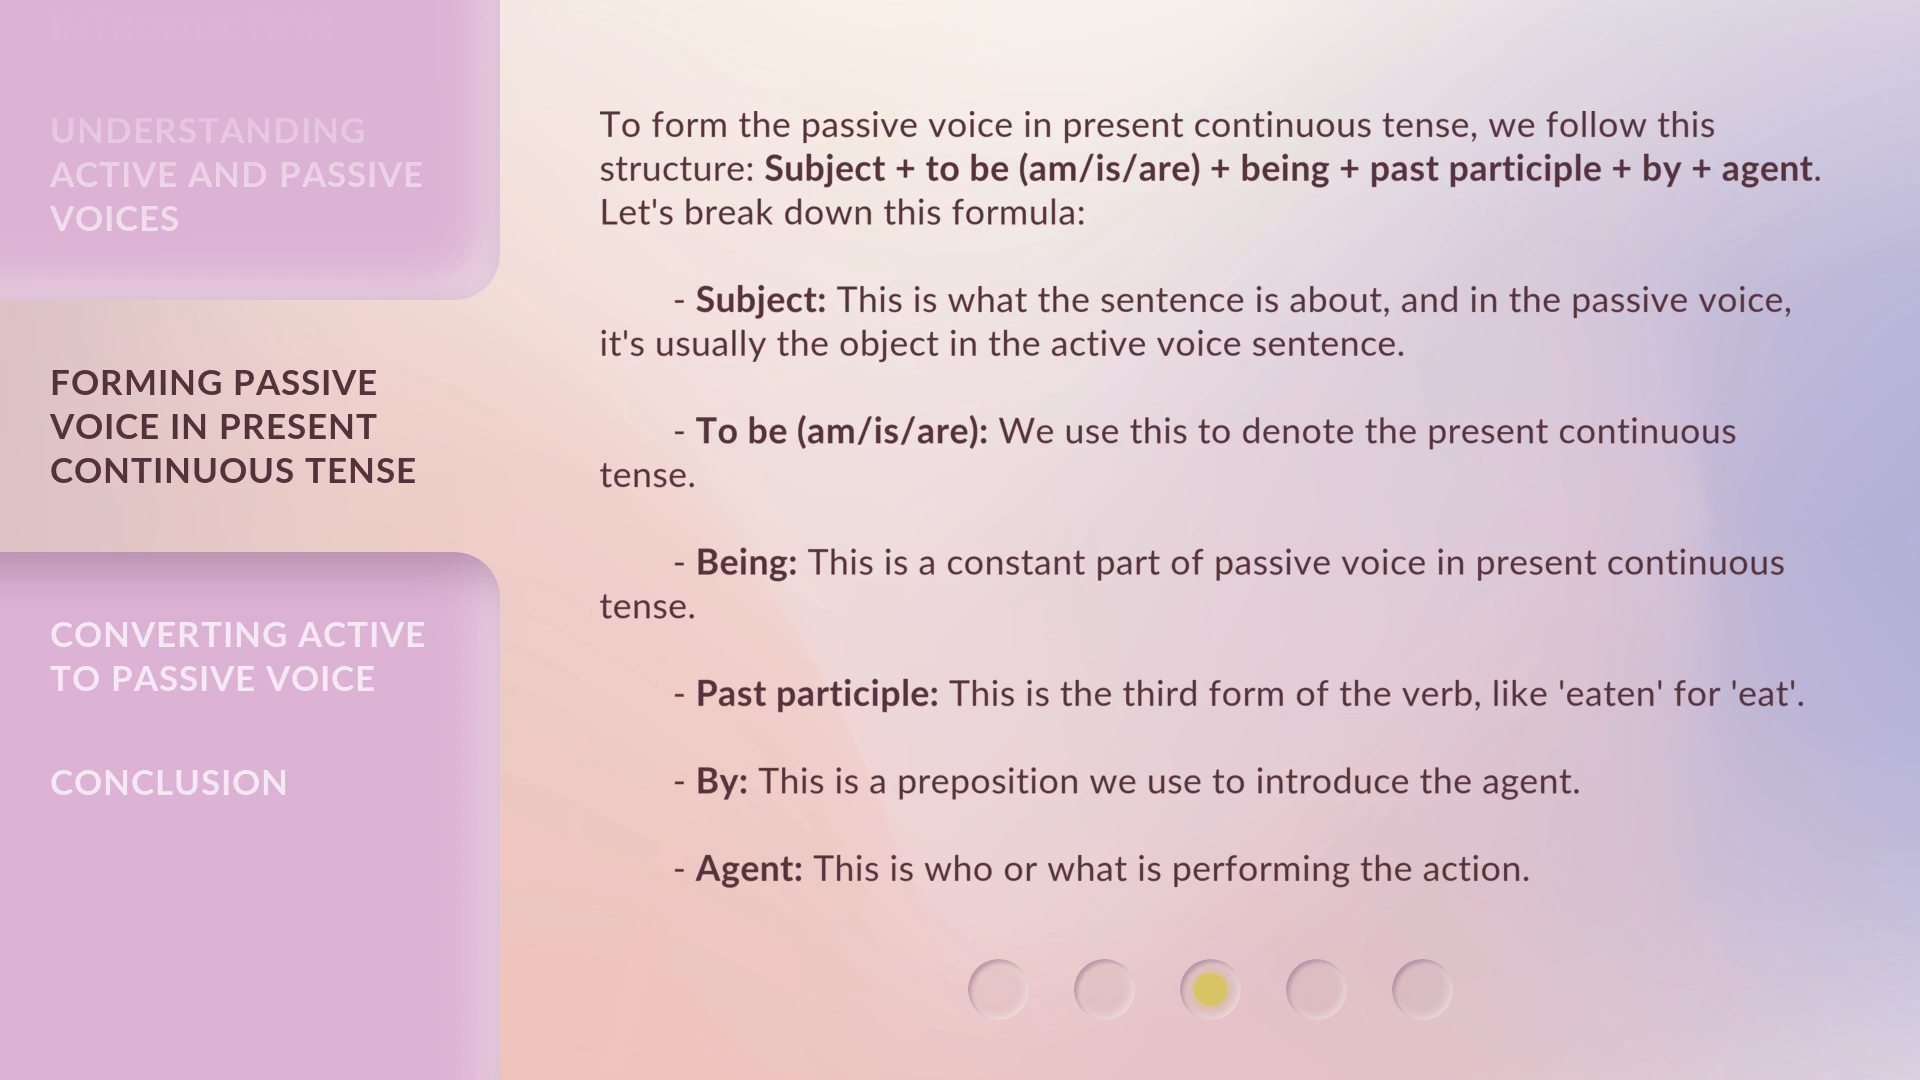 INTRODUCTION
UNDERSTANDING
ACTIVE AND PASSIVE
VOICES
FORMING PASSIVE
VOICE IN PRESENT
CONTINUOUS TENSE
CONVERTING ACTIVE
TO PASSIVE VOICE
CONCLUSION
To form the passive voice in present continuous tense, we follow this
structure: Subject + to be (am/is/are) + being + past participle + by + agent.
Let's break down this formula:
- Subject: This is what the sentence is about, and in the passive voice,
it's usually the object in the active voice sentence.
- To be (am/is/are): We use this to denote the present continuous
tense.
- Being: This is a constant part of passive voice in present continuous
tense.
- Past participle: This is the third form of the verb, like 'eaten' for 'eat'.
- By: This is a preposition we use to introduce the agent.
- Agent: This is who or what is performing the action.